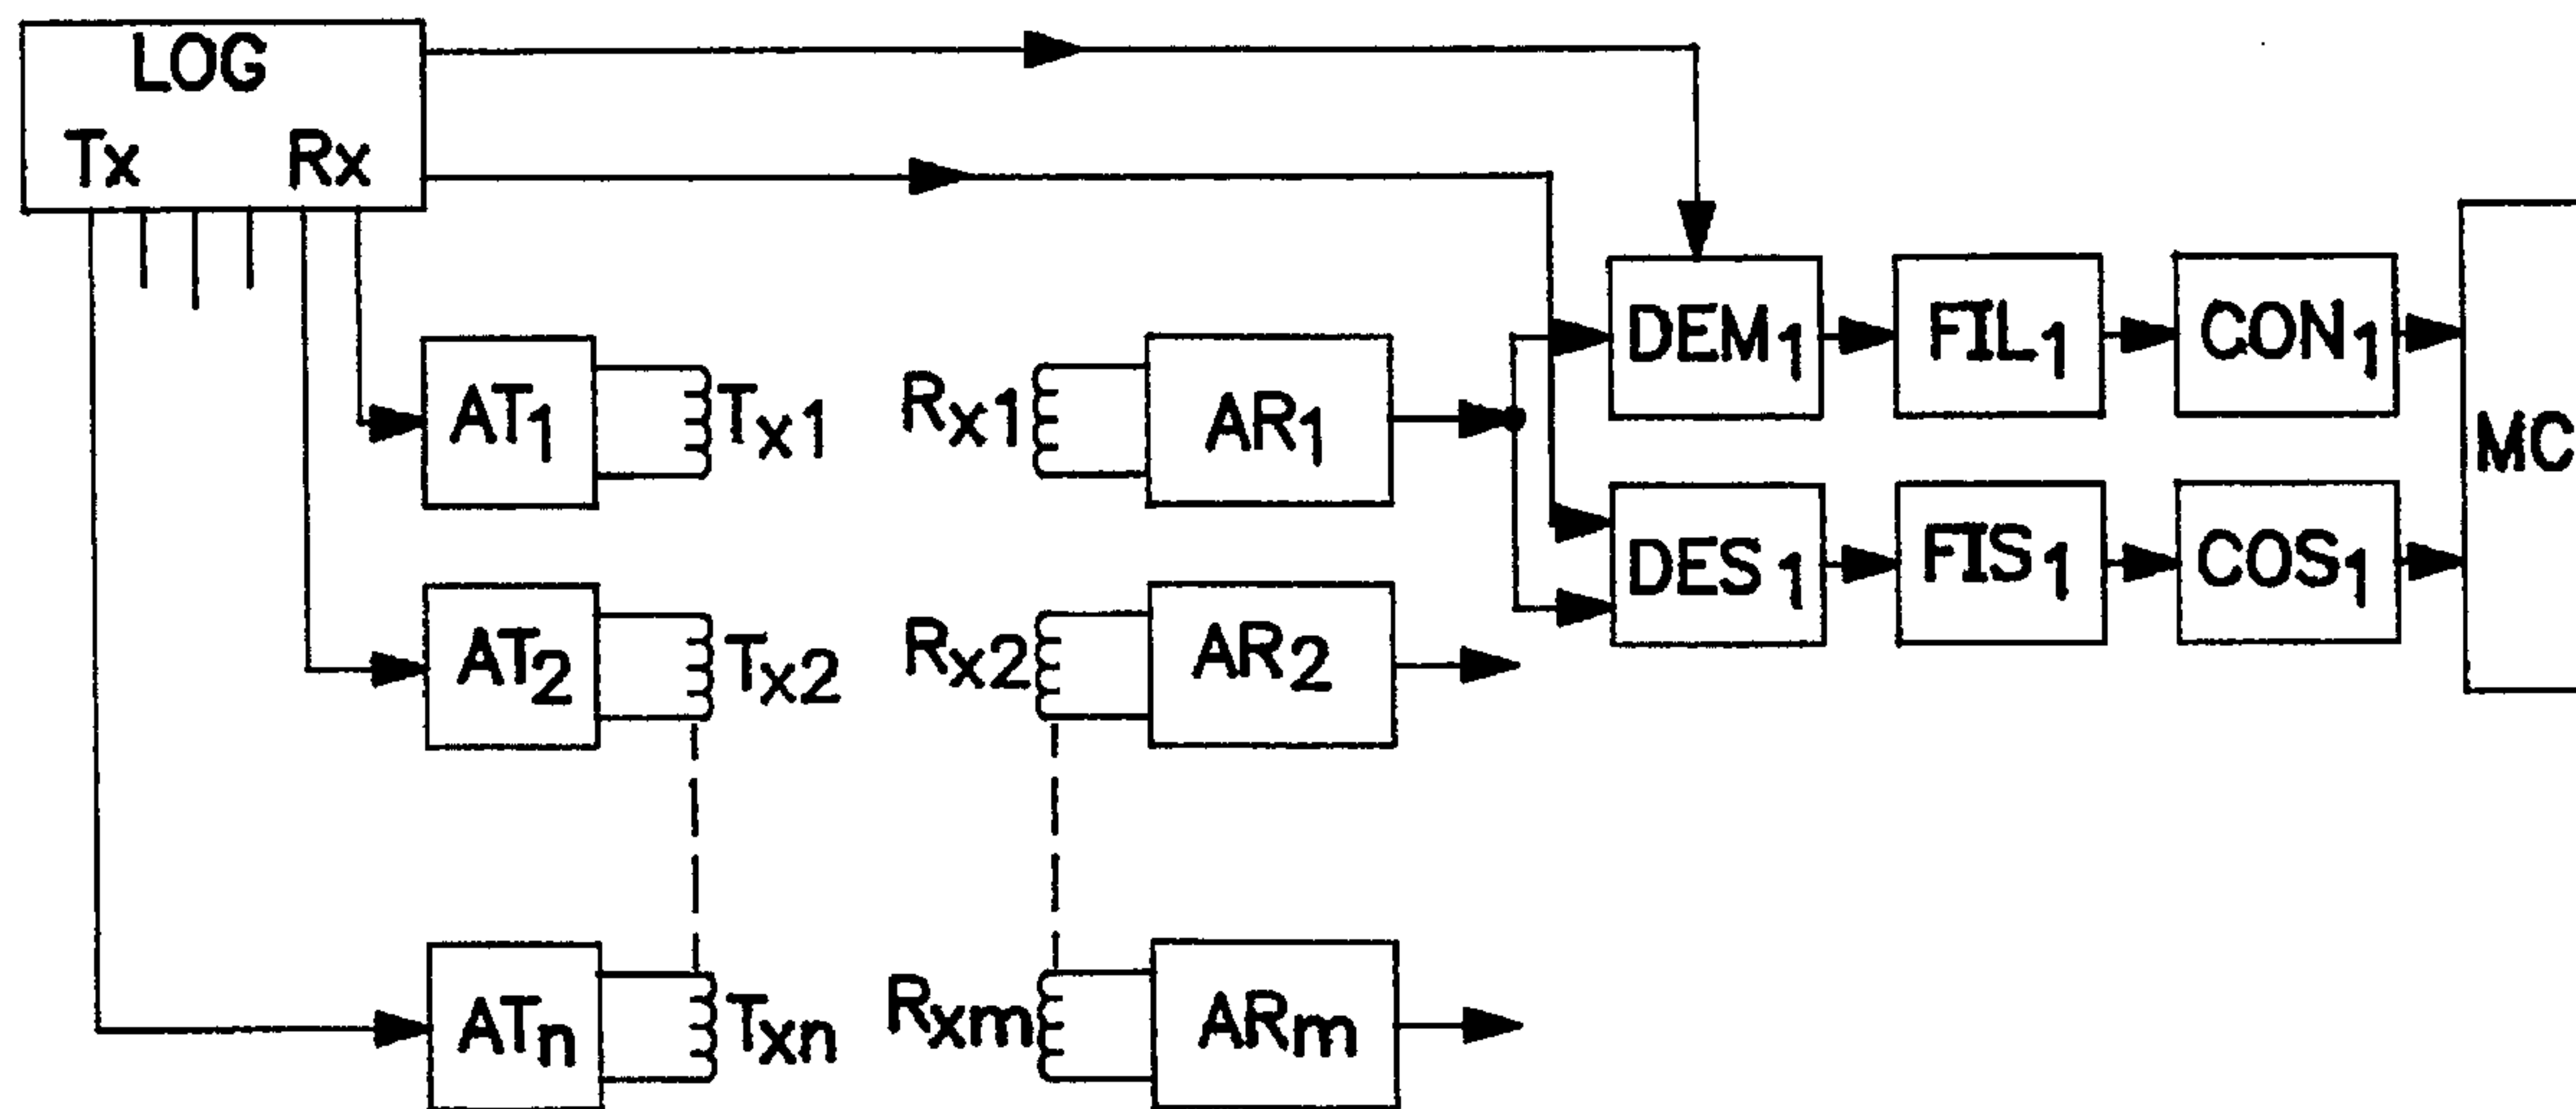 LOG
Tx Rx
DEM1 FIL1 CON1
AT1 Tx1 Rx1 AR1
MC
DES1 FIS1 COS1
AT2 Tx2 Rx2 AR2
ATn Txn Rxm ARm